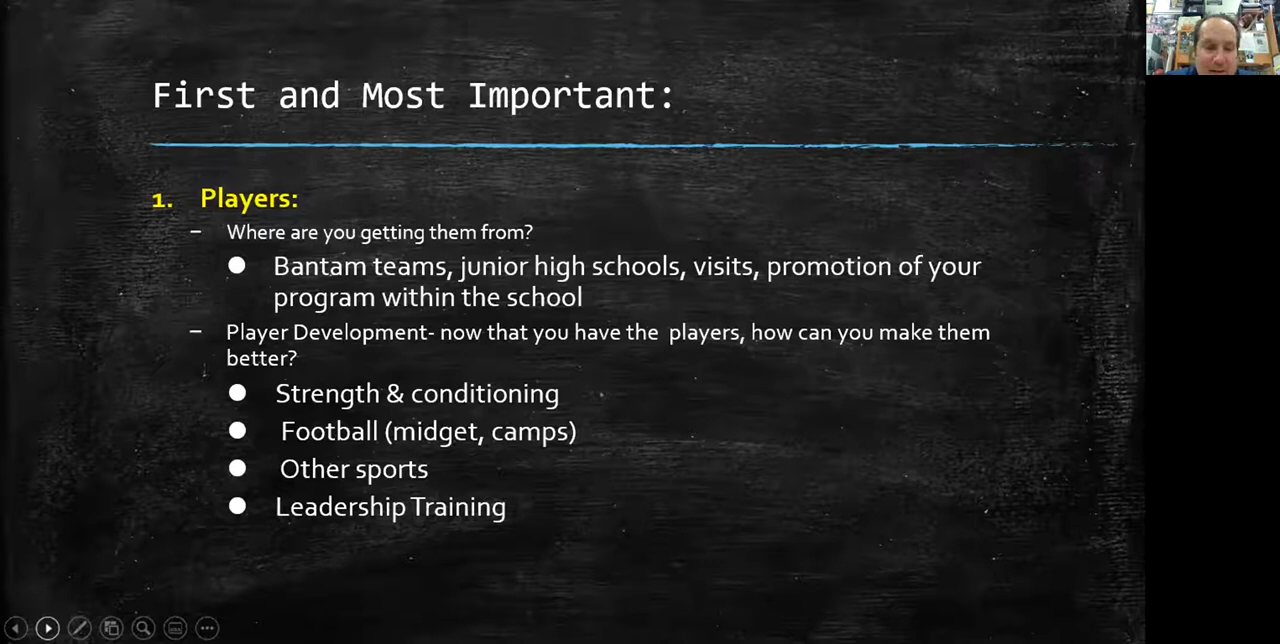 First and Most Important:
1. Players:
– Where are you getting them from?
● Bantam teams, junior high schools, visits, promotion of your
program within the school
– Player Development- now that you have the players, how can you make them
better?
● Strength & conditioning
● Football (midget, camps)
● Other sports
● Leadership Training